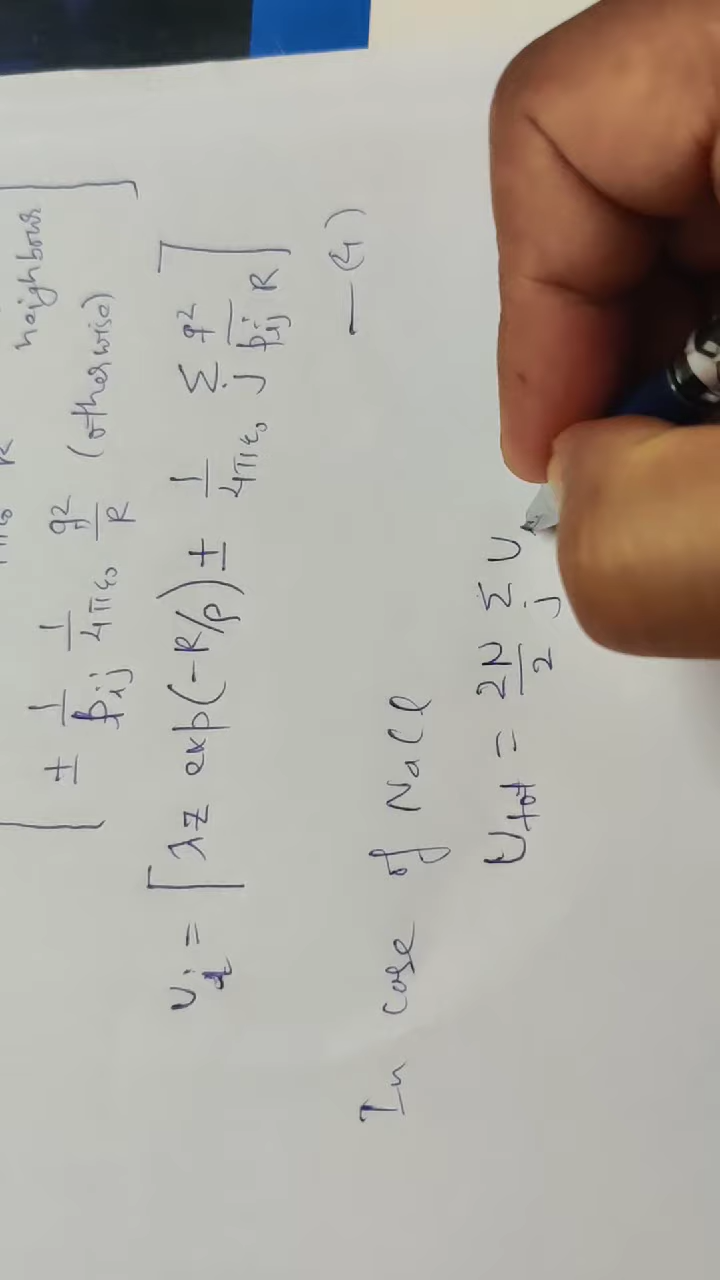 neighbour
± 1/p_ij 1/4πε₀ q²/R (otherwise)
U_i = [λz exp(-R/ρ) ± 1/4πε₀ Σ_j q²/p_ij R] —(4)
In case of NaCl
U_tot = 2N/2 Σ_j U